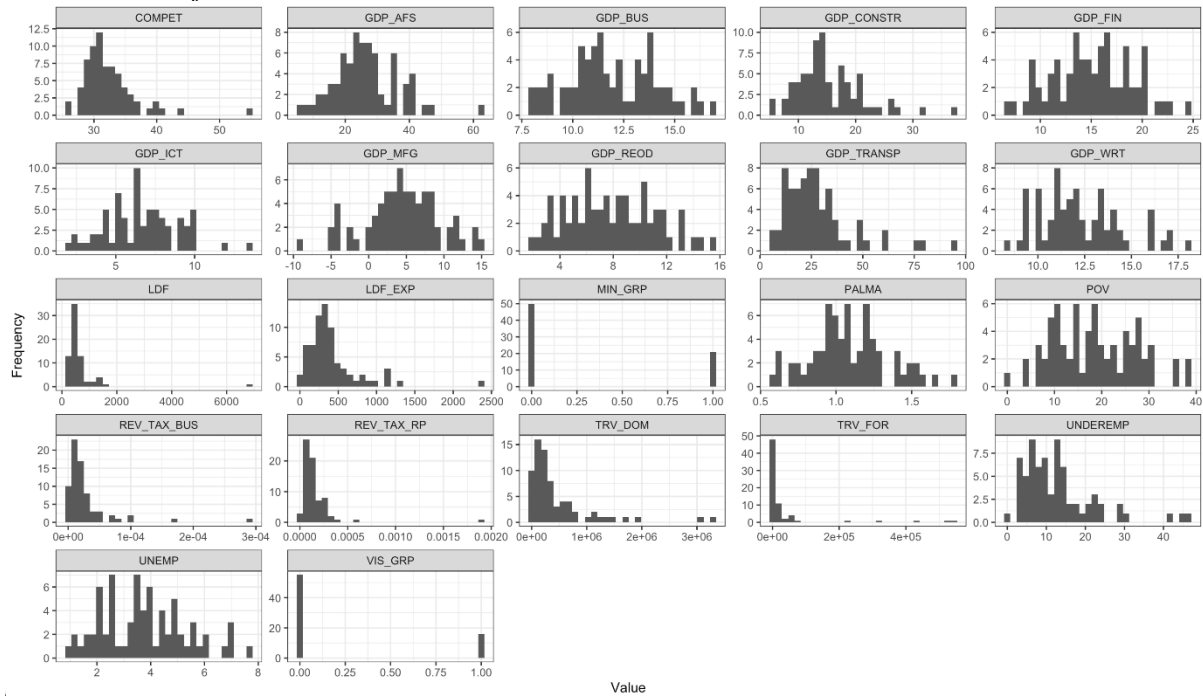 COMPET GDP_AFS GDP_BUS GDP_CONSTR GDP_FIN
12.5 10.0 7.5 5.0 2.5 0.0
8 6 4 2 0
6 4 2 0
10.0 7.5 5.0 2.5 0.0
6 4 2 0
30 40 50
20 40 60
7.5 10.0 12.5 15.0
10 20 30
10 15 20 25
GDP_ICT GDP_MFG GDP_REOD GDP_TRANSP GDP_WRT
10.0 7.5 5.0 2.5 0.0
6 4 2 0
6 4 2 0
8 6 4 2 0
8 6 4 2 0
5 10
-10 -5 0 5 10 15
4 8 12 16
0 25 50 75 100
10.0 12.5 15.0 17.5
Frequency
LDF LDF_EXP MIN_GRP PALMA POV
30 20 10 0
10 5 0
50 40 30 20 10 0
6 4 2 0
6 4 2 0
0 2000 4000 6000
0 500 1000 1500 2000 2500
0.00 0.25 0.50 0.75 1.00
0.5 1.0 1.5
0 10 20 30 40
REV_TAX_BUS REV_TAX_RP TRV_DOM TRV_FOR UNDEREMP
20 15 10 5 0
20 10 0
15 10 5 0
50 40 30 20 10 0
7.5 5.0 2.5 0.0
0e+00 1e-04 2e-04 3e-04
0.0000 0.0005 0.0010 0.0015 0.0020
0e+00 1e+06 2e+06 3e+06
0e+00 2e+05 4e+05
0 10 20 30 40
UNEMP VIS_GRP
6 4 2 0
40 20 0
2 4 6 8
0.00 0.25 0.50 0.75 1.00
Value